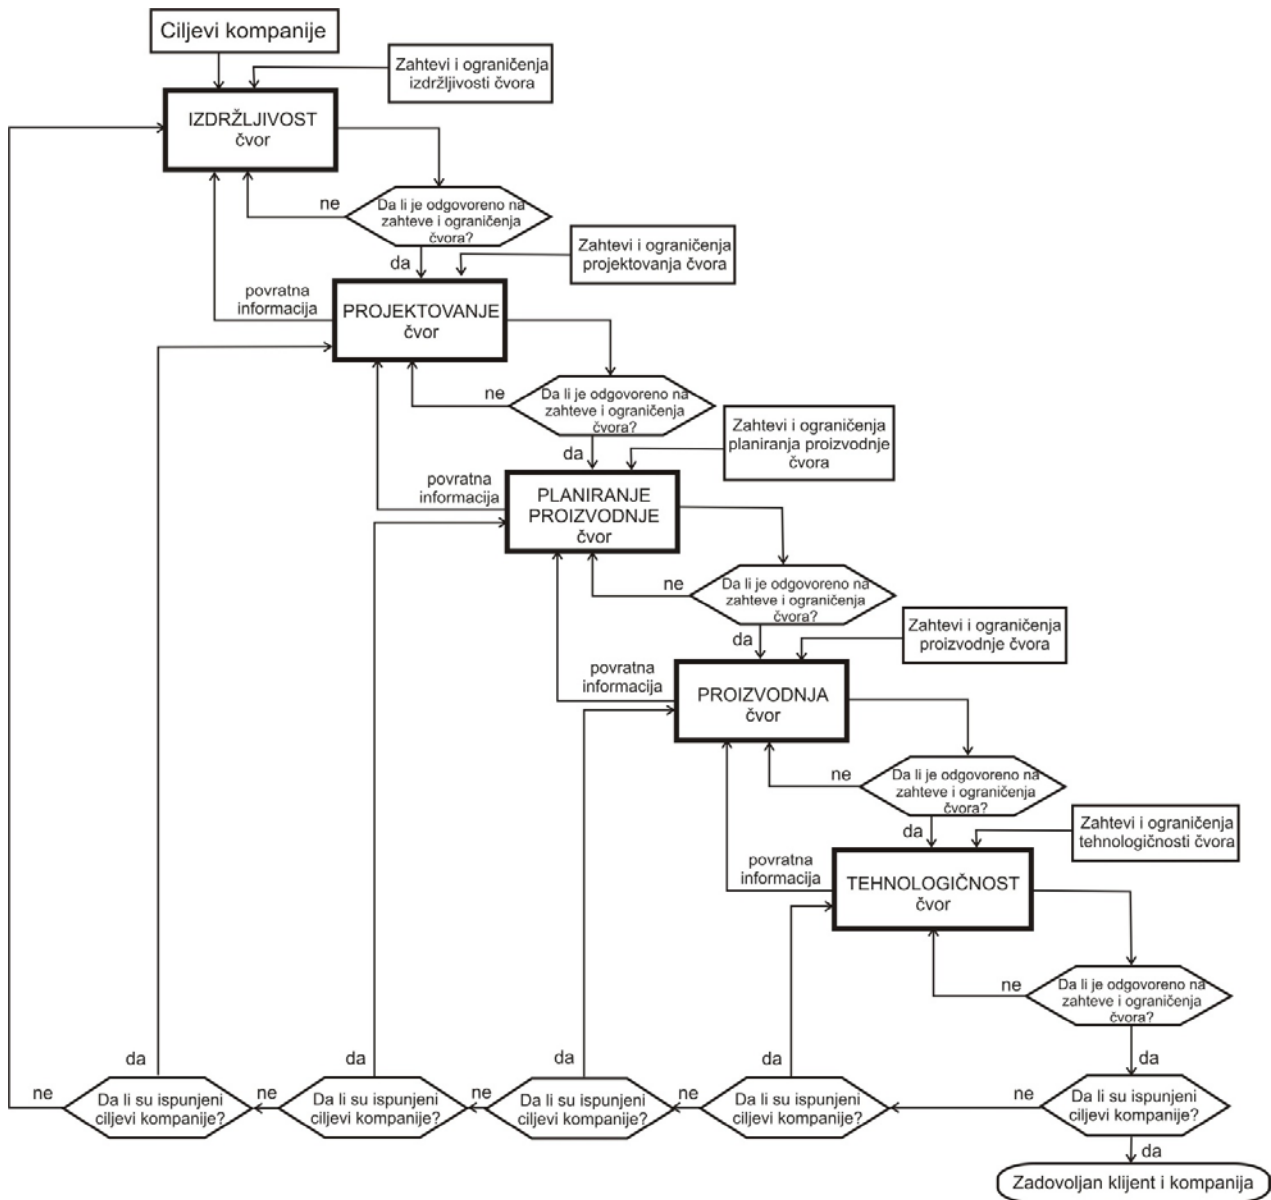 Ciljevi kompanije
Zahtevi i ograničenja
izdržljivosti čvora
IZDRŽLJIVOST
čvor
ne
Da li je odgovoreno na
zahteve i ograničenja
čvora?
da
Zahtevi i ograničenja
projektovanja čvora
povratna
informacija
PROJEKTOVANJE
čvor
ne
Da li je odgovoreno na
zahteve i ograničenja
čvora?
da
Zahtevi i ograničenja
planiranja proizvodnje
čvora
povratna
informacija
PLANIRANJE
PROIZVODNJE
čvor
ne
Da li je odgovoreno na
zahteve i ograničenja
čvora?
da
Zahtevi i ograničenja
proizvodnje čvora
povratna
informacija
PROIZVODNJA
čvor
ne
Da li je odgovoreno na
zahteve i ograničenja
čvora?
da
Zahtevi i ograničenja
tehnologičnosti čvora
povratna
informacija
TEHNOLOGIČNOST
čvor
ne
Da li je odgovoreno na
zahteve i ograničenja
čvora?
da
da
da
da
da
ne
Da li su ispunjeni
ciljevi kompanije?
ne
Da li su ispunjeni
ciljevi kompanije?
ne
Da li su ispunjeni
ciljevi kompanije?
ne
Da li su ispunjeni
ciljevi kompanije?
ne
Da li su ispunjeni
ciljevi kompanije?
da
Zadovoljan klijent i kompanija